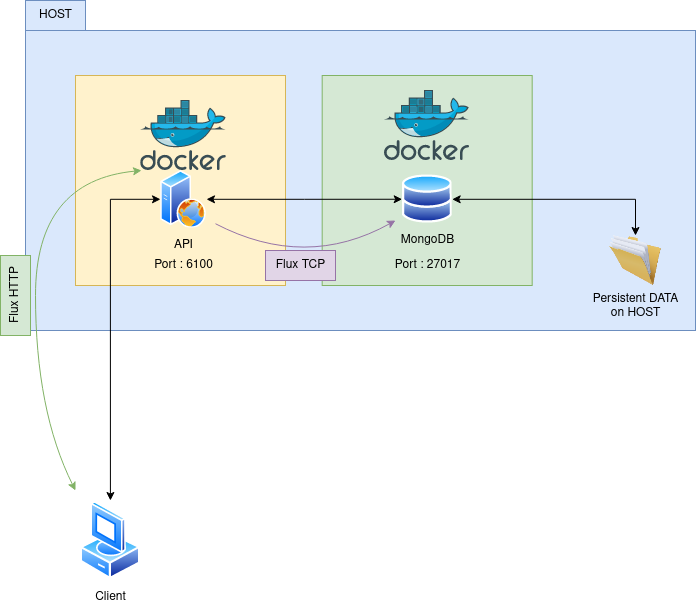 HOST
docker
docker
API
Port : 6100
MongoDB
Port : 27017
Flux TCP
Flux HTTP
Persistent DATA
on HOST
Client